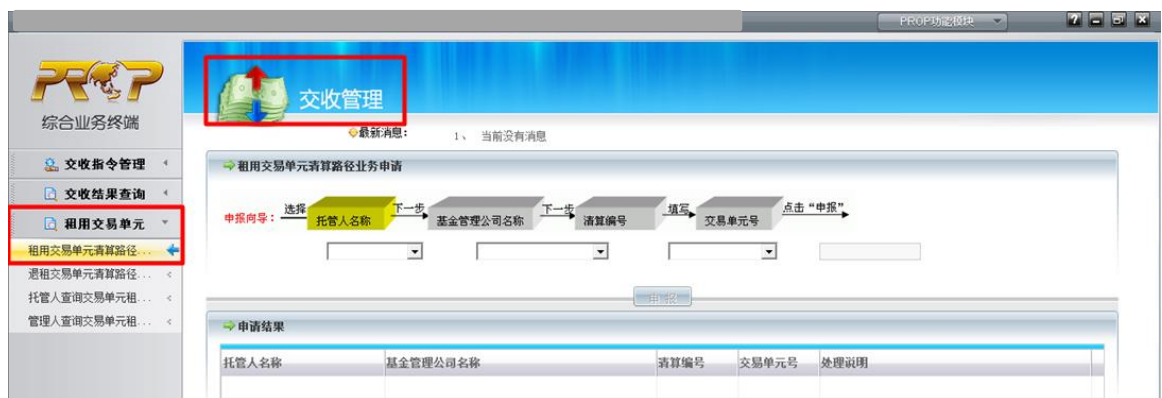 PROP功能模块
PROP
综合业务终端
交收管理
最新消息： 1、 当前没有消息
交收指令管理
交收结果查询
租用交易单元
租用交易单元清算路径...
退租交易单元清算路径...
托管人查询交易单元租...
管理人查询交易单元租...
租用交易单元清算路径业务申请
申报向导： 选择 托管人名称 下一步 基金管理公司名称 下一步 清算编号 填写 交易单元号 点击“申报”
申报
申请结果
托管人名称 基金管理公司名称 清算编号 交易单元号 处理说明